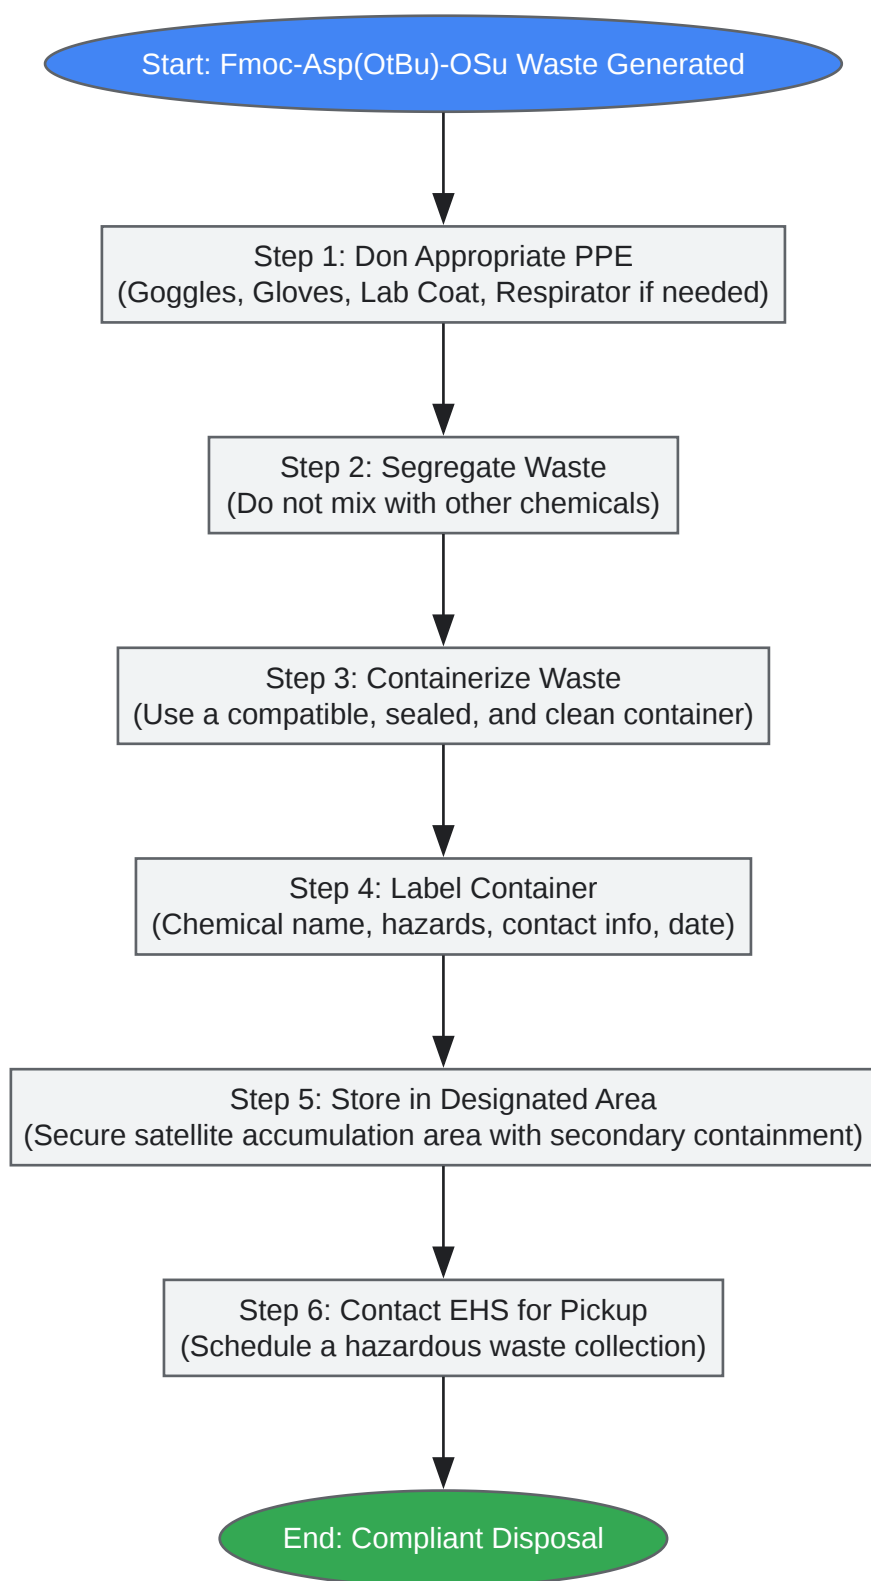 Start: Fmoc-Asp(OtBu)-OSu Waste Generated
Step 1: Don Appropriate PPE
(Goggles, Gloves, Lab Coat, Respirator if needed)
Step 2: Segregate Waste
(Do not mix with other chemicals)
Step 3: Containerize Waste
(Use a compatible, sealed, and clean container)
Step 4: Label Container
(Chemical name, hazards, contact info, date)
Step 5: Store in Designated Area
(Secure satellite accumulation area with secondary containment)
Step 6: Contact EHS for Pickup
(Schedule a hazardous waste collection)
End: Compliant Disposal